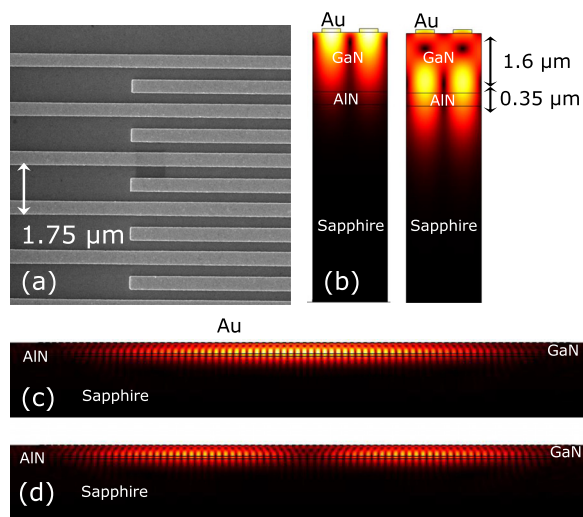 Au
Au
GaN
GaN
1.6 μm
AlN
AlN
0.35 μm
1.75 μm
Sapphire
Sapphire
(a)
(b)
Au
AlN
GaN
(c)
Sapphire
AlN
GaN
(d)
Sapphire